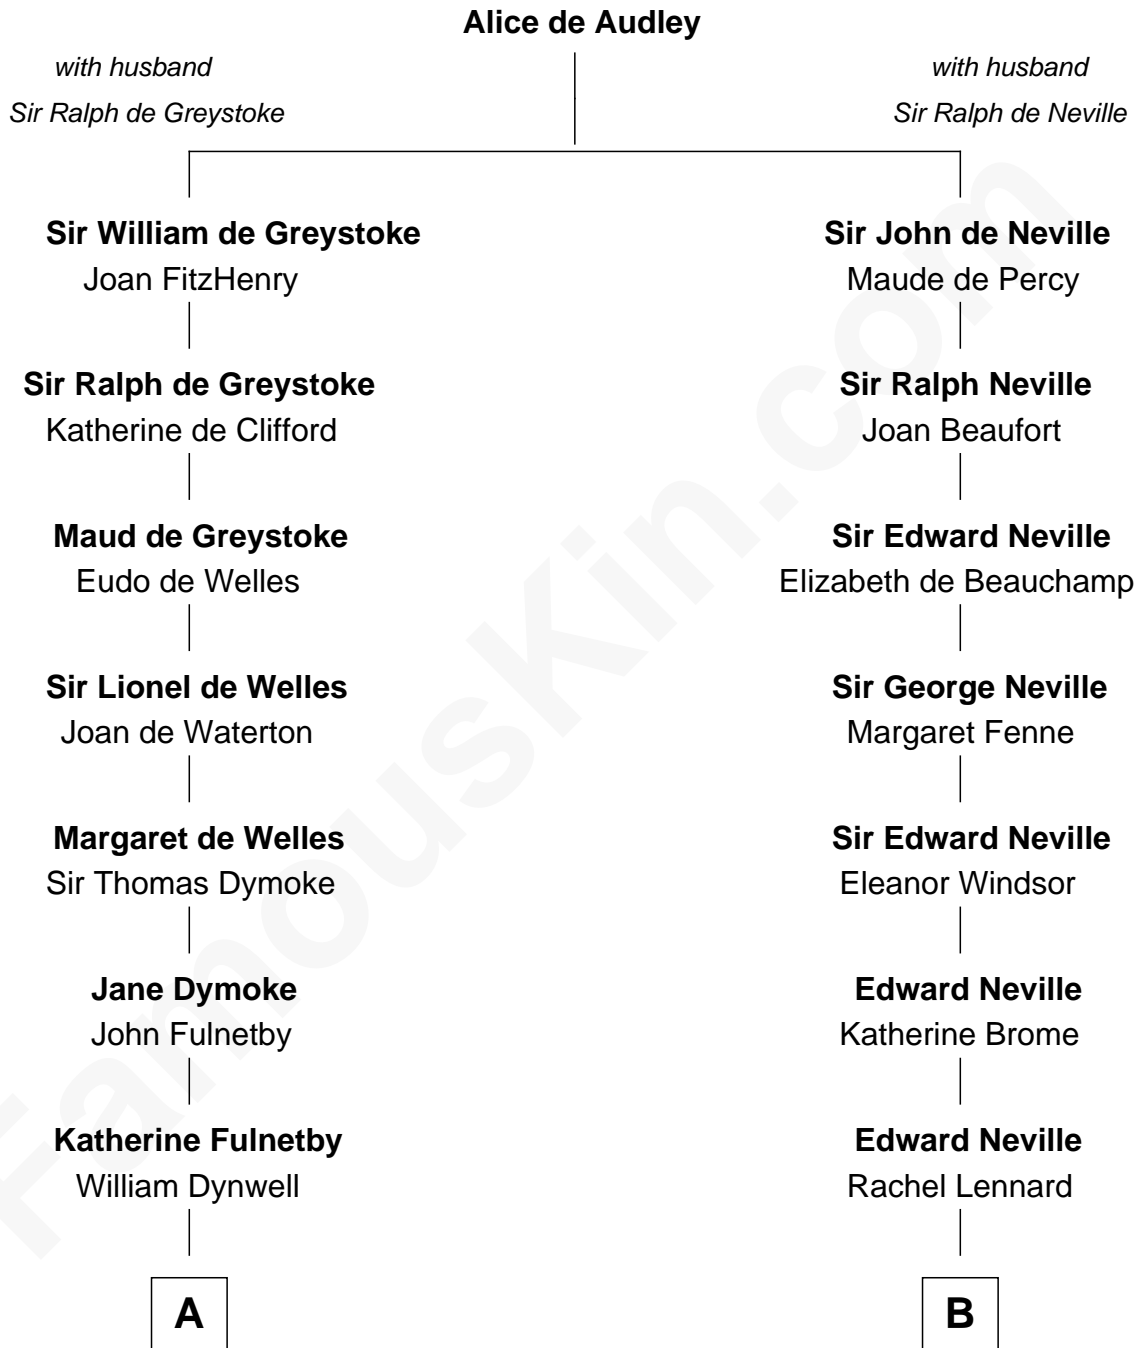 Alice de Audley
with husband
Sir Ralph de Greystoke
with husband
Sir Ralph de Neville
Sir William de Greystoke
Joan FitzHenry
Sir John de Neville
Maude de Percy
Sir Ralph de Greystoke
Katherine de Clifford
Sir Ralph Neville
Joan Beaufort
Maud de Greystoke
Eudo de Welles
Sir Edward Neville
Elizabeth de Beauchamp
Sir Lionel de Welles
Joan de Waterton
Sir George Neville
Margaret Fenne
Margaret de Welles
Sir Thomas Dymoke
Sir Edward Neville
Eleanor Windsor
Jane Dymoke
John Fulnetby
Edward Neville
Katherine Brome
Katherine Fulnetby
William Dynwell
Edward Neville
Rachel Lennard
A
B
FamousKin.com